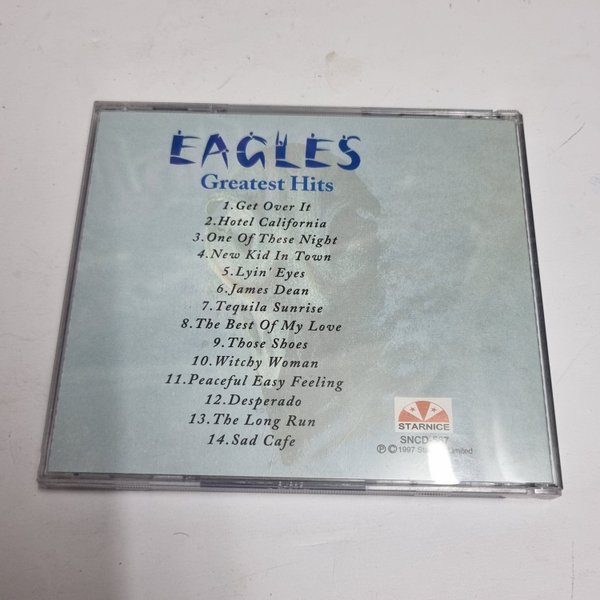 EAGLES
Greatest Hits
1.Get Over It
2.Hotel California
3.One Of These Night
4.New Kid In Town
5.Lyin' Eyes
6.James Dean
7.Tequila Sunrise
8.The Best Of My Love
9.Those Shoes
10.Witchy Woman
11.Peaceful Easy Feeling
12.Desperado
13.The Long Run
14.Sad Cafe
STARNICE
℗©1997 Limited